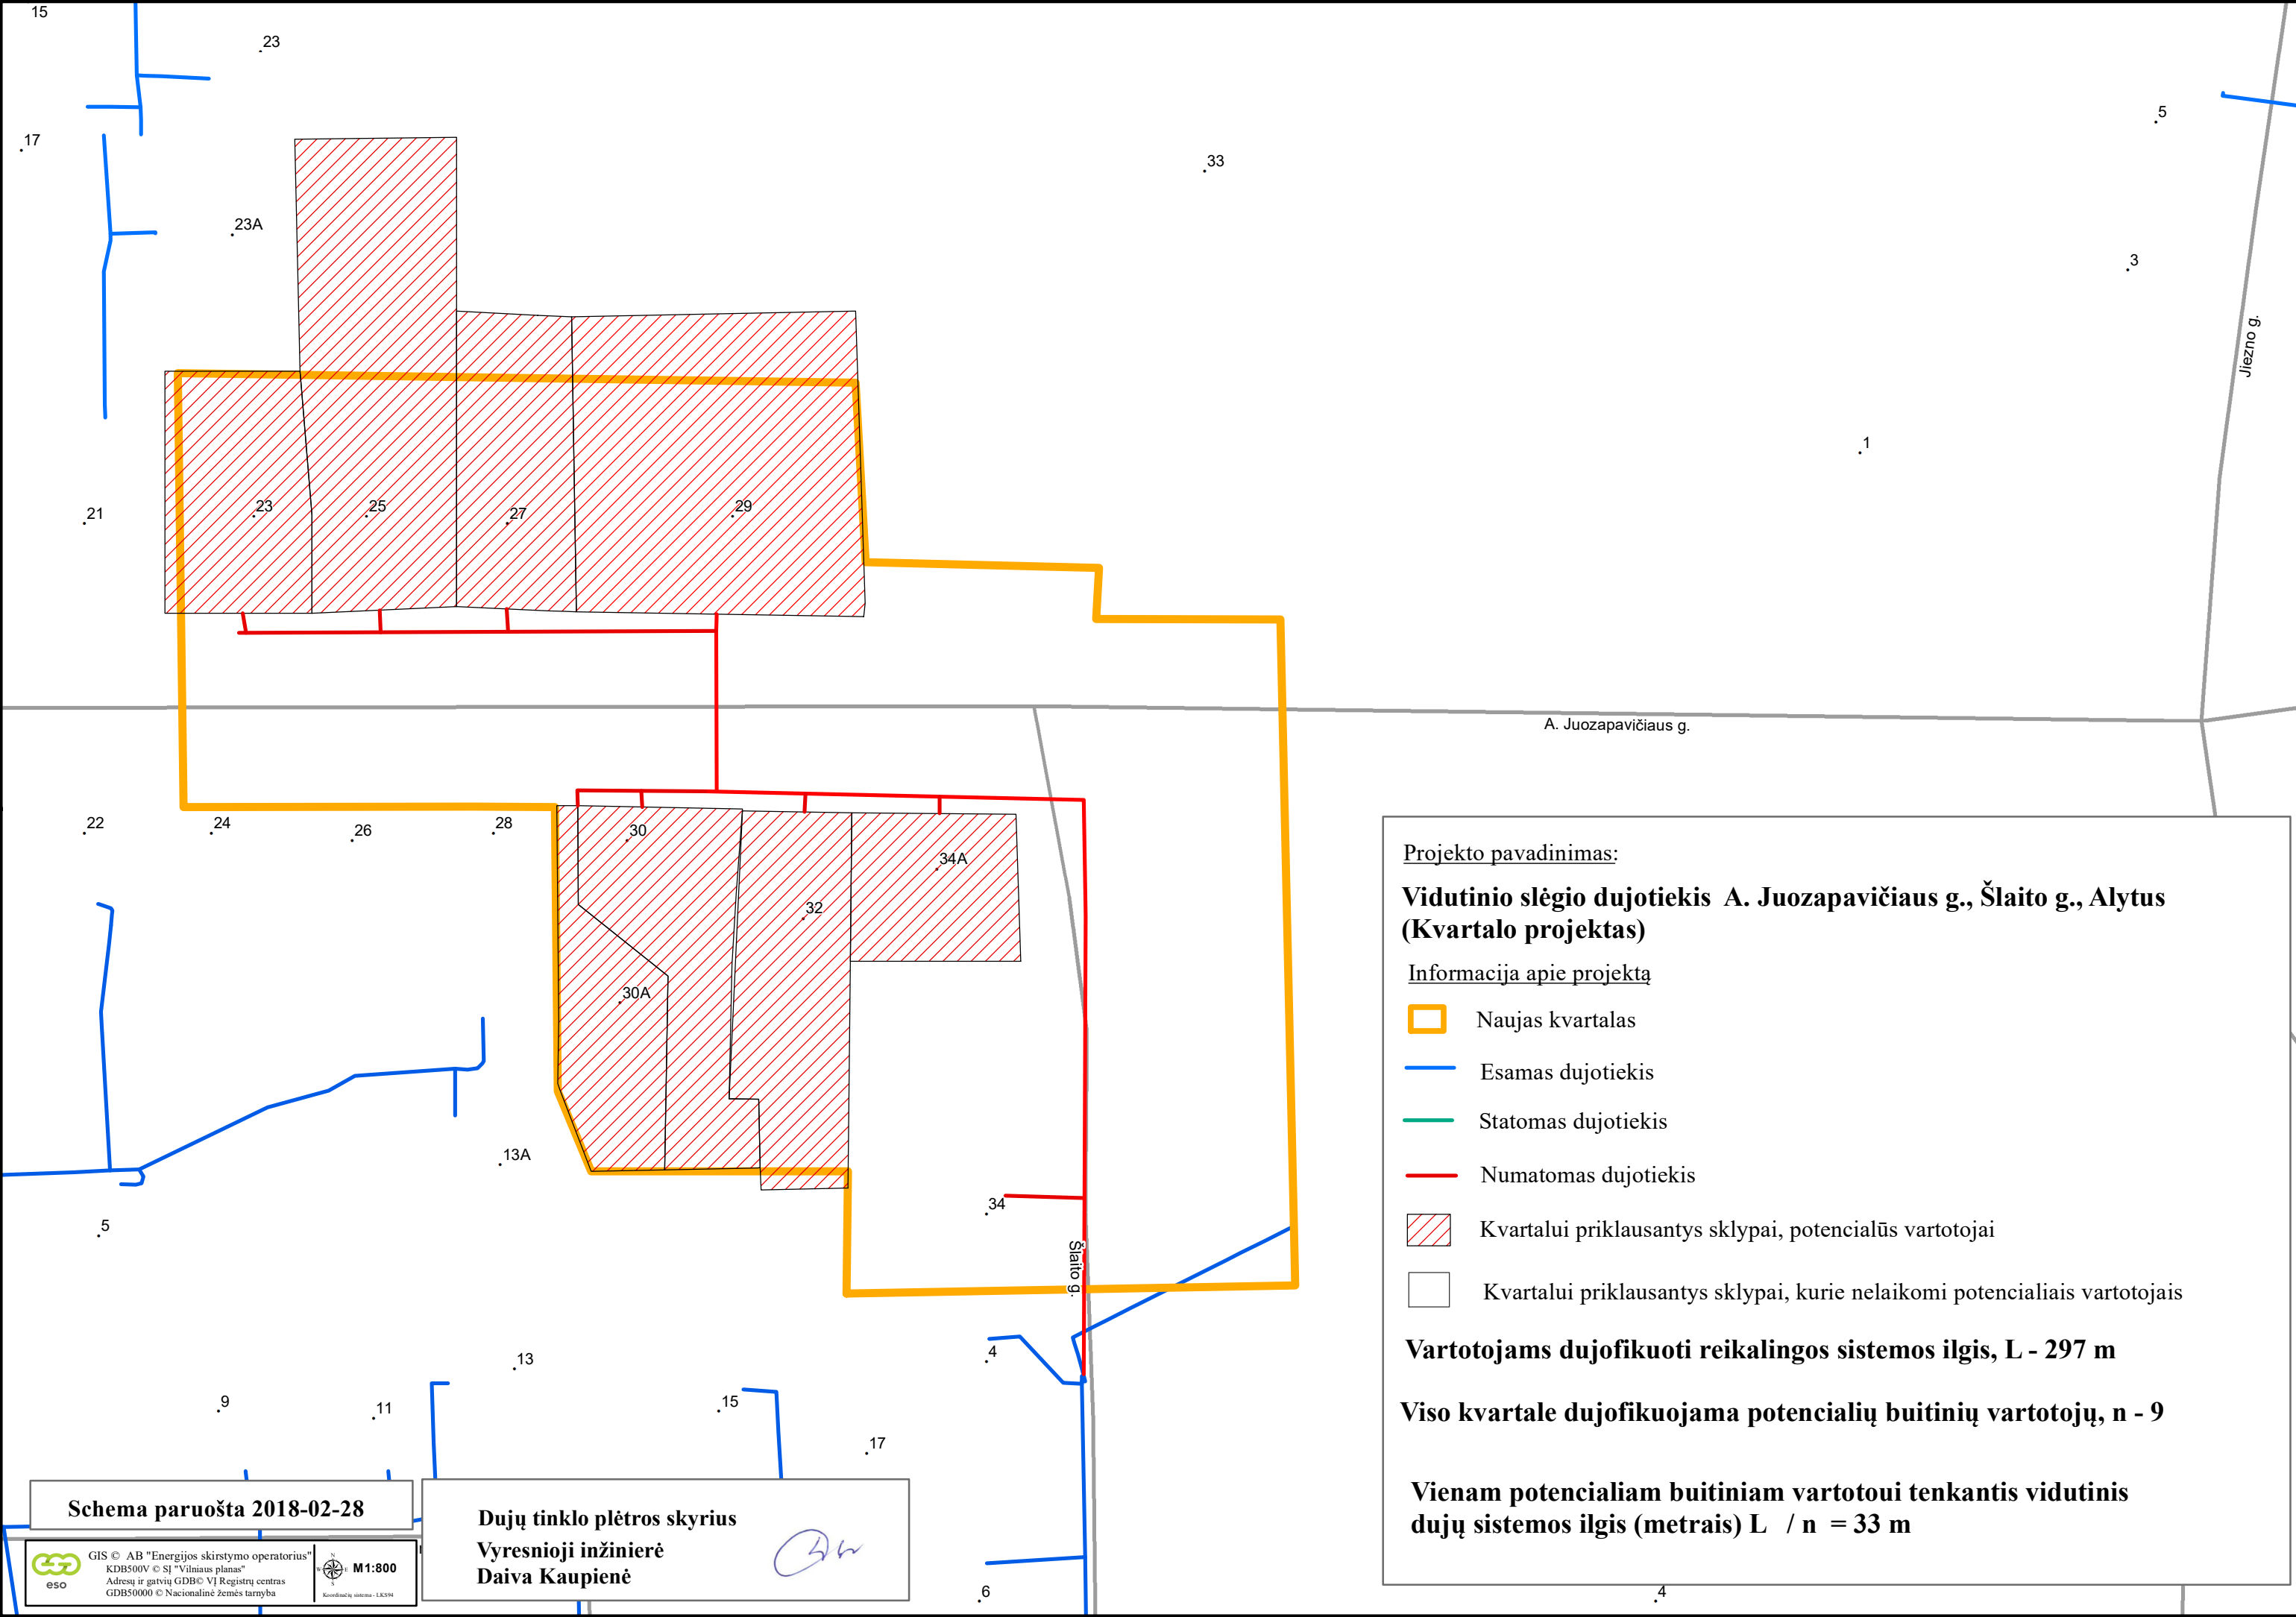 15
23
17
23A
33
5
3
Jiezno g.
1
21
23
25
27
29
A. Juozapavičiaus g.
22
24
26
28
30
34A
32
30A
13A
34
5
Šlaito g.
4
13
9
11
15
17
6
4
Projekto pavadinimas:
Vidutinio slėgio dujotiekis A. Juozapavičiaus g., Šlaito g., Alytus
(Kvartalo projektas)
Informacija apie projektą
Naujas kvartalas
Esamas dujotiekis
Statomas dujotiekis
Numatomas dujotiekis
Kvartalui priklausantys sklypai, potencialūs vartotojai
Kvartalui priklausantys sklypai, kurie nelaikomi potencialiais vartotojais
Vartotojams dujofikuoti reikalingos sistemos ilgis, L - 297 m
Viso kvartale dujofikuojama potencialių buitinių vartotojų, n - 9
Vienam potencialiam buitiniam vartotoui tenkantis vidutinis
dujų sistemos ilgis (metrais) L / n = 33 m
Schema paruošta 2018-02-28
Dujų tinklo plėtros skyrius
Vyresnioji inžinierė
Daiva Kaupienė
eso
GIS © AB "Energijos skirstymo operatorius"
KDB500V © SĮ "Vilniaus planas"
Adresų ir gatvių GDB© VĮ Registrų centras
GDB50000 © Nacionalinė žemės tarnyba
N
W
E
S
M1:800
Koordinačių sistema - LKS94